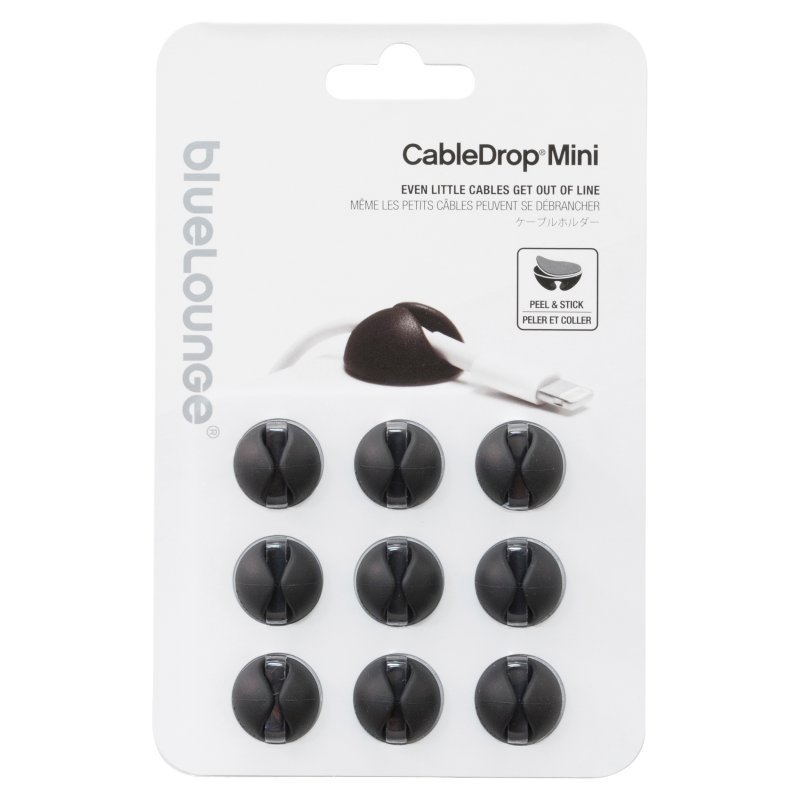 bluelounge®
CableDrop® Mini
EVEN LITTLE CABLES GET OUT OF LINE
MÊME LES PETITS CÂBLES PEUVENT SE DÉBRANCHER
ケーブルホルダー
PEEL & STICK
PELER ET COLLER